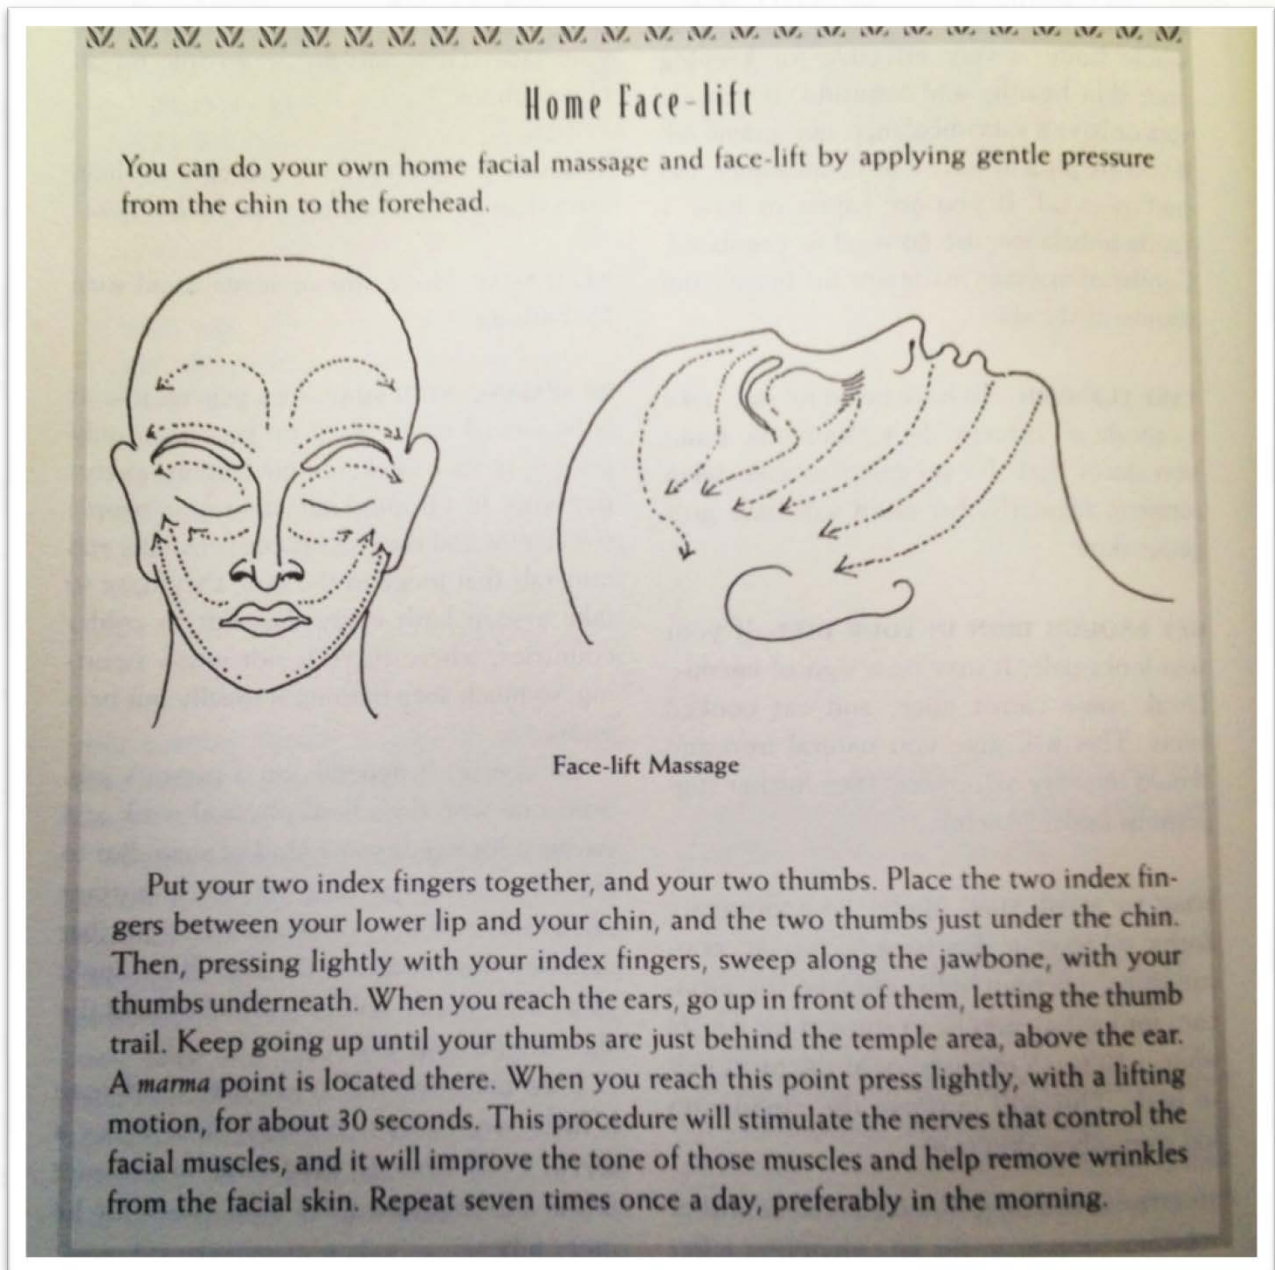 Home Face-lift
You can do your own home facial massage and face-lift by applying gentle pressure
from the chin to the forehead.
Face-lift Massage
Put your two index fingers together, and your two thumbs. Place the two index fin-
gers between your lower lip and your chin, and the two thumbs just under the chin.
Then, pressing lightly with your index fingers, sweep along the jawbone, with your
thumbs underneath. When you reach the ears, go up in front of them, letting the thumb
trail. Keep going up until your thumbs are just behind the temple area, above the ear.
A marma point is located there. When you reach this point press lightly, with a lifting
motion, for about 30 seconds. This procedure will stimulate the nerves that control the
facial muscles, and it will improve the tone of those muscles and help remove wrinkles
from the facial skin. Repeat seven times once a day, preferably in the morning.